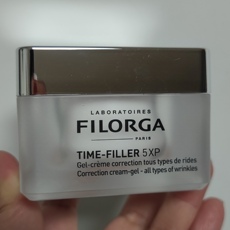 LABORATOIRES
FILORGA
PARIS
TIME-FILLER 5XP
Gel-crème correction tous types de rides
Correction cream-gel - all types of wrinkles